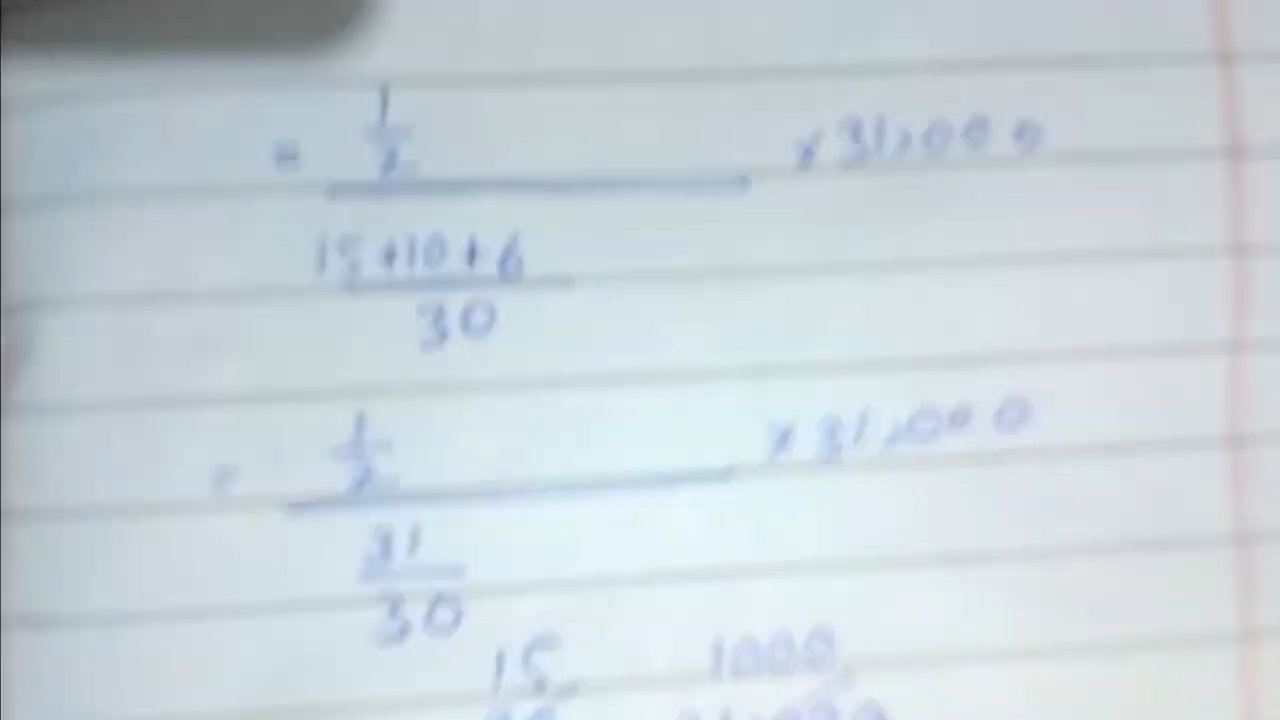 = 1/2 × 31,000
15+10+6
30
= 1/2 × 31,000
31
30
15 1000